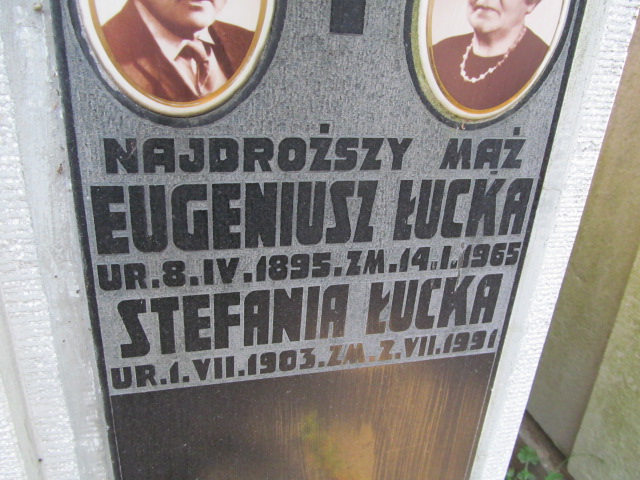 NAJDROŻSZY MĄŻ
EUGENIUSZ ŁUCKA
UR.8.IV.1895.ZM.14.I.1965
STEFANIA ŁUCKA
UR.1.VII.1903.ZM.2.VII.1991